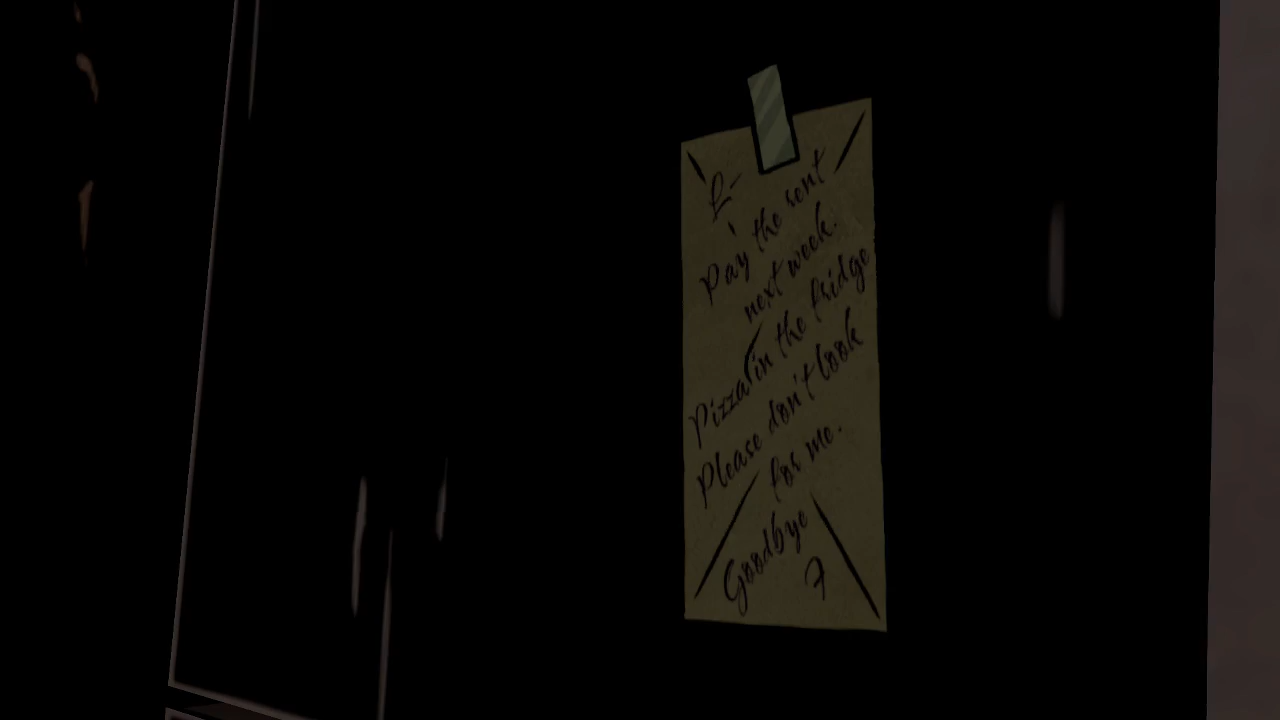 R-
Pay the rent
next week.
Pizza in the fridge
Please don't look
for me.
Goodbye